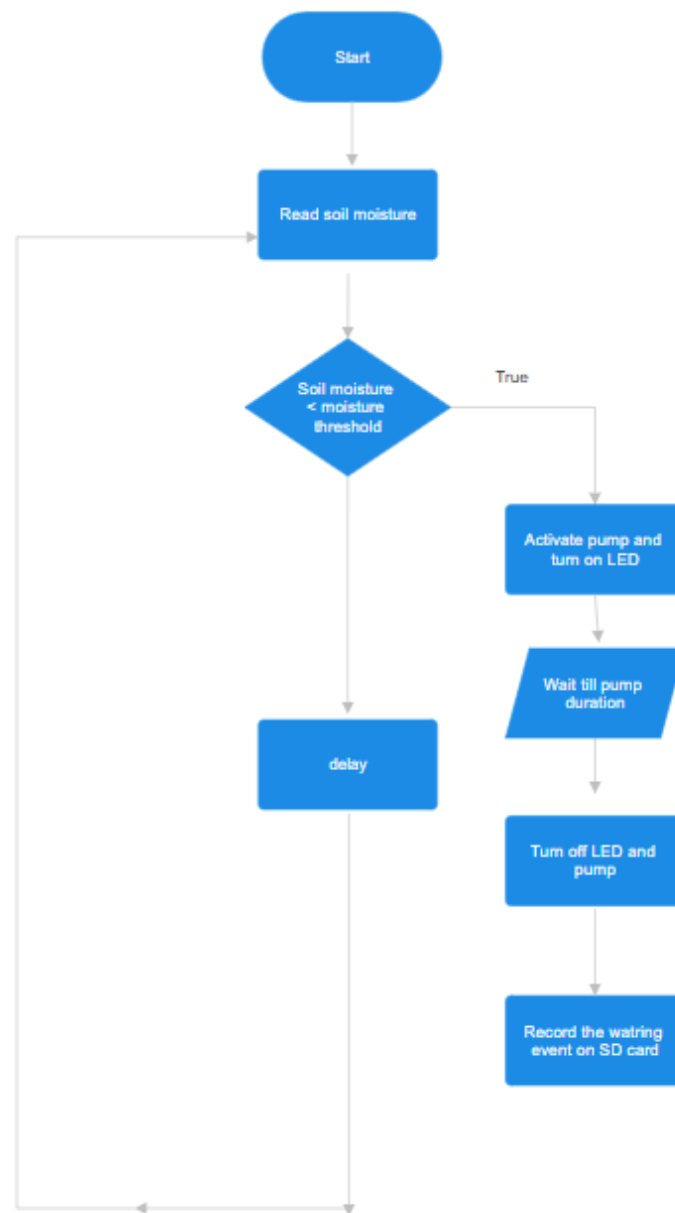 Start
Read soil moisture
Soil moisture
< moisture
threshold
True
Activate pump and
turn on LED
Wait till pump
duration
delay
Turn off LED and
pump
Record the watring
event on SD card